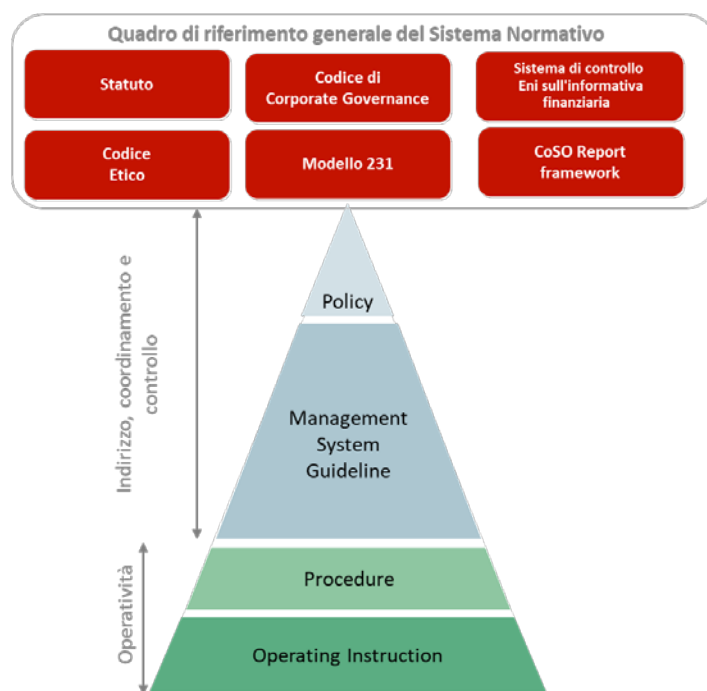 Quadro di riferimento generale del Sistema Normativo
Statuto
Codice di
Corporate Governance
Sistema di controllo
Eni sull'informativa
finanziaria
Codice
Etico
Modello 231
CoSO Report
framework
Indirizzo, coordinamento e
controllo
Policy
Management
System
Guideline
Operatività
Procedure
Operating Instruction